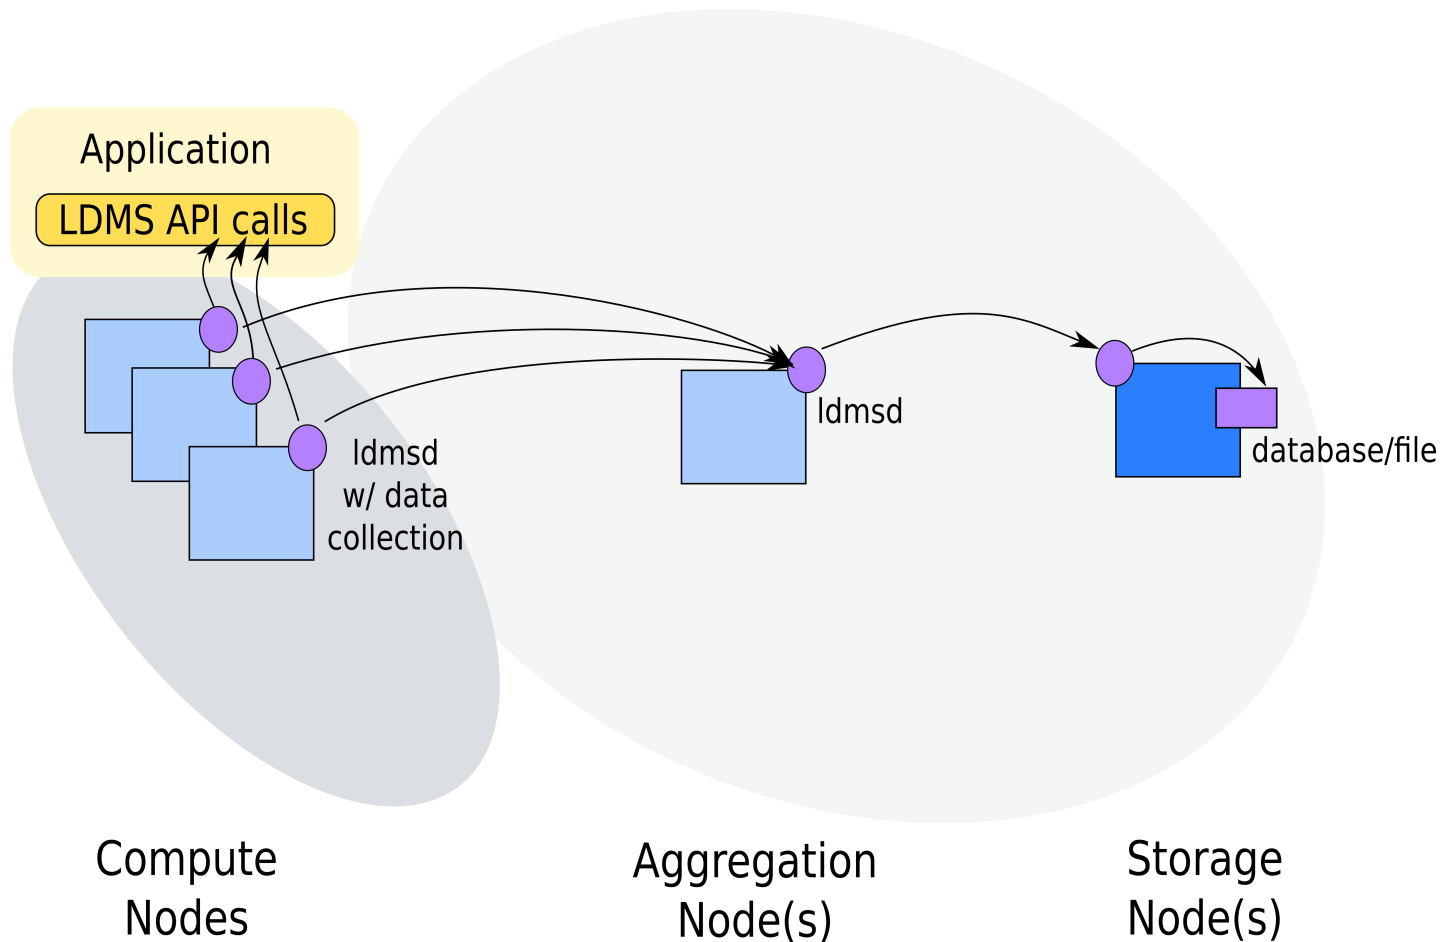 Application
LDMS API calls
ldmsd
w/ data
collection
ldmsd
database/file
Compute
Nodes
Aggregation
Node(s)
Storage
Node(s)